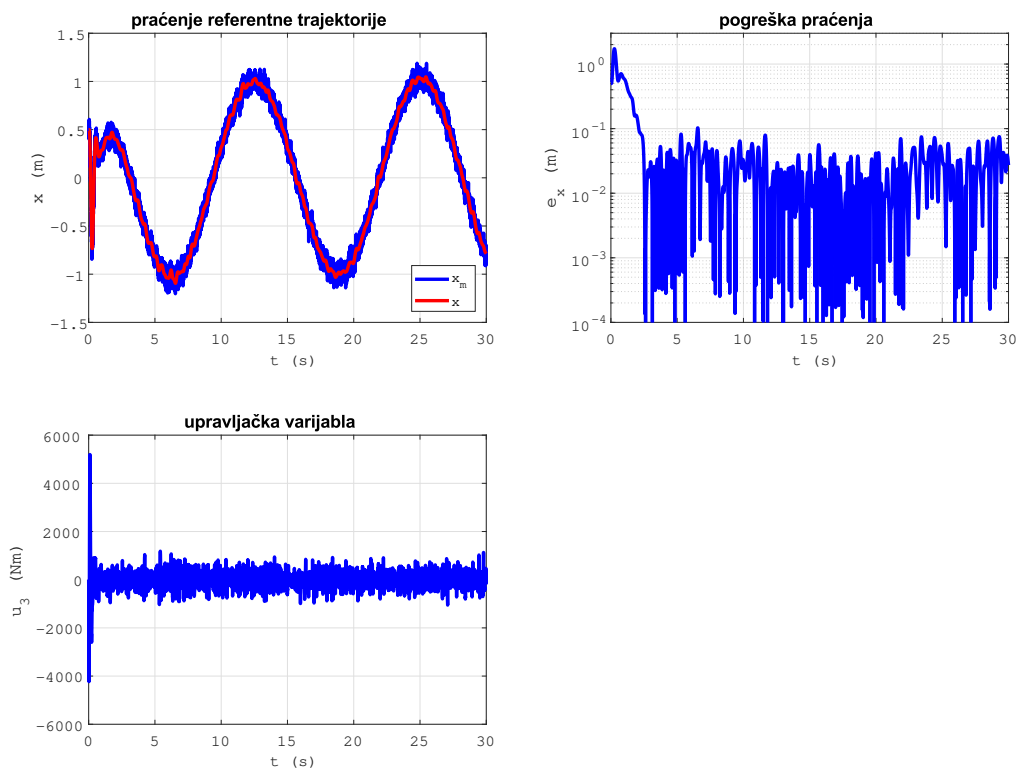 praćenje referentne trajektorije
1.5
1
0.5
0
−0.5
−1
−1.5
x (m)
x_m
x
0 5 10 15 20 25 30
t (s)
pogreška praćenja
10^0
10^−1
10^−2
10^−3
10^−4
e_x (m)
0 5 10 15 20 25 30
t (s)
upravljačka varijabla
6000
4000
2000
0
−2000
−4000
−6000
u_3 (Nm)
0 5 10 15 20 25 30
t (s)